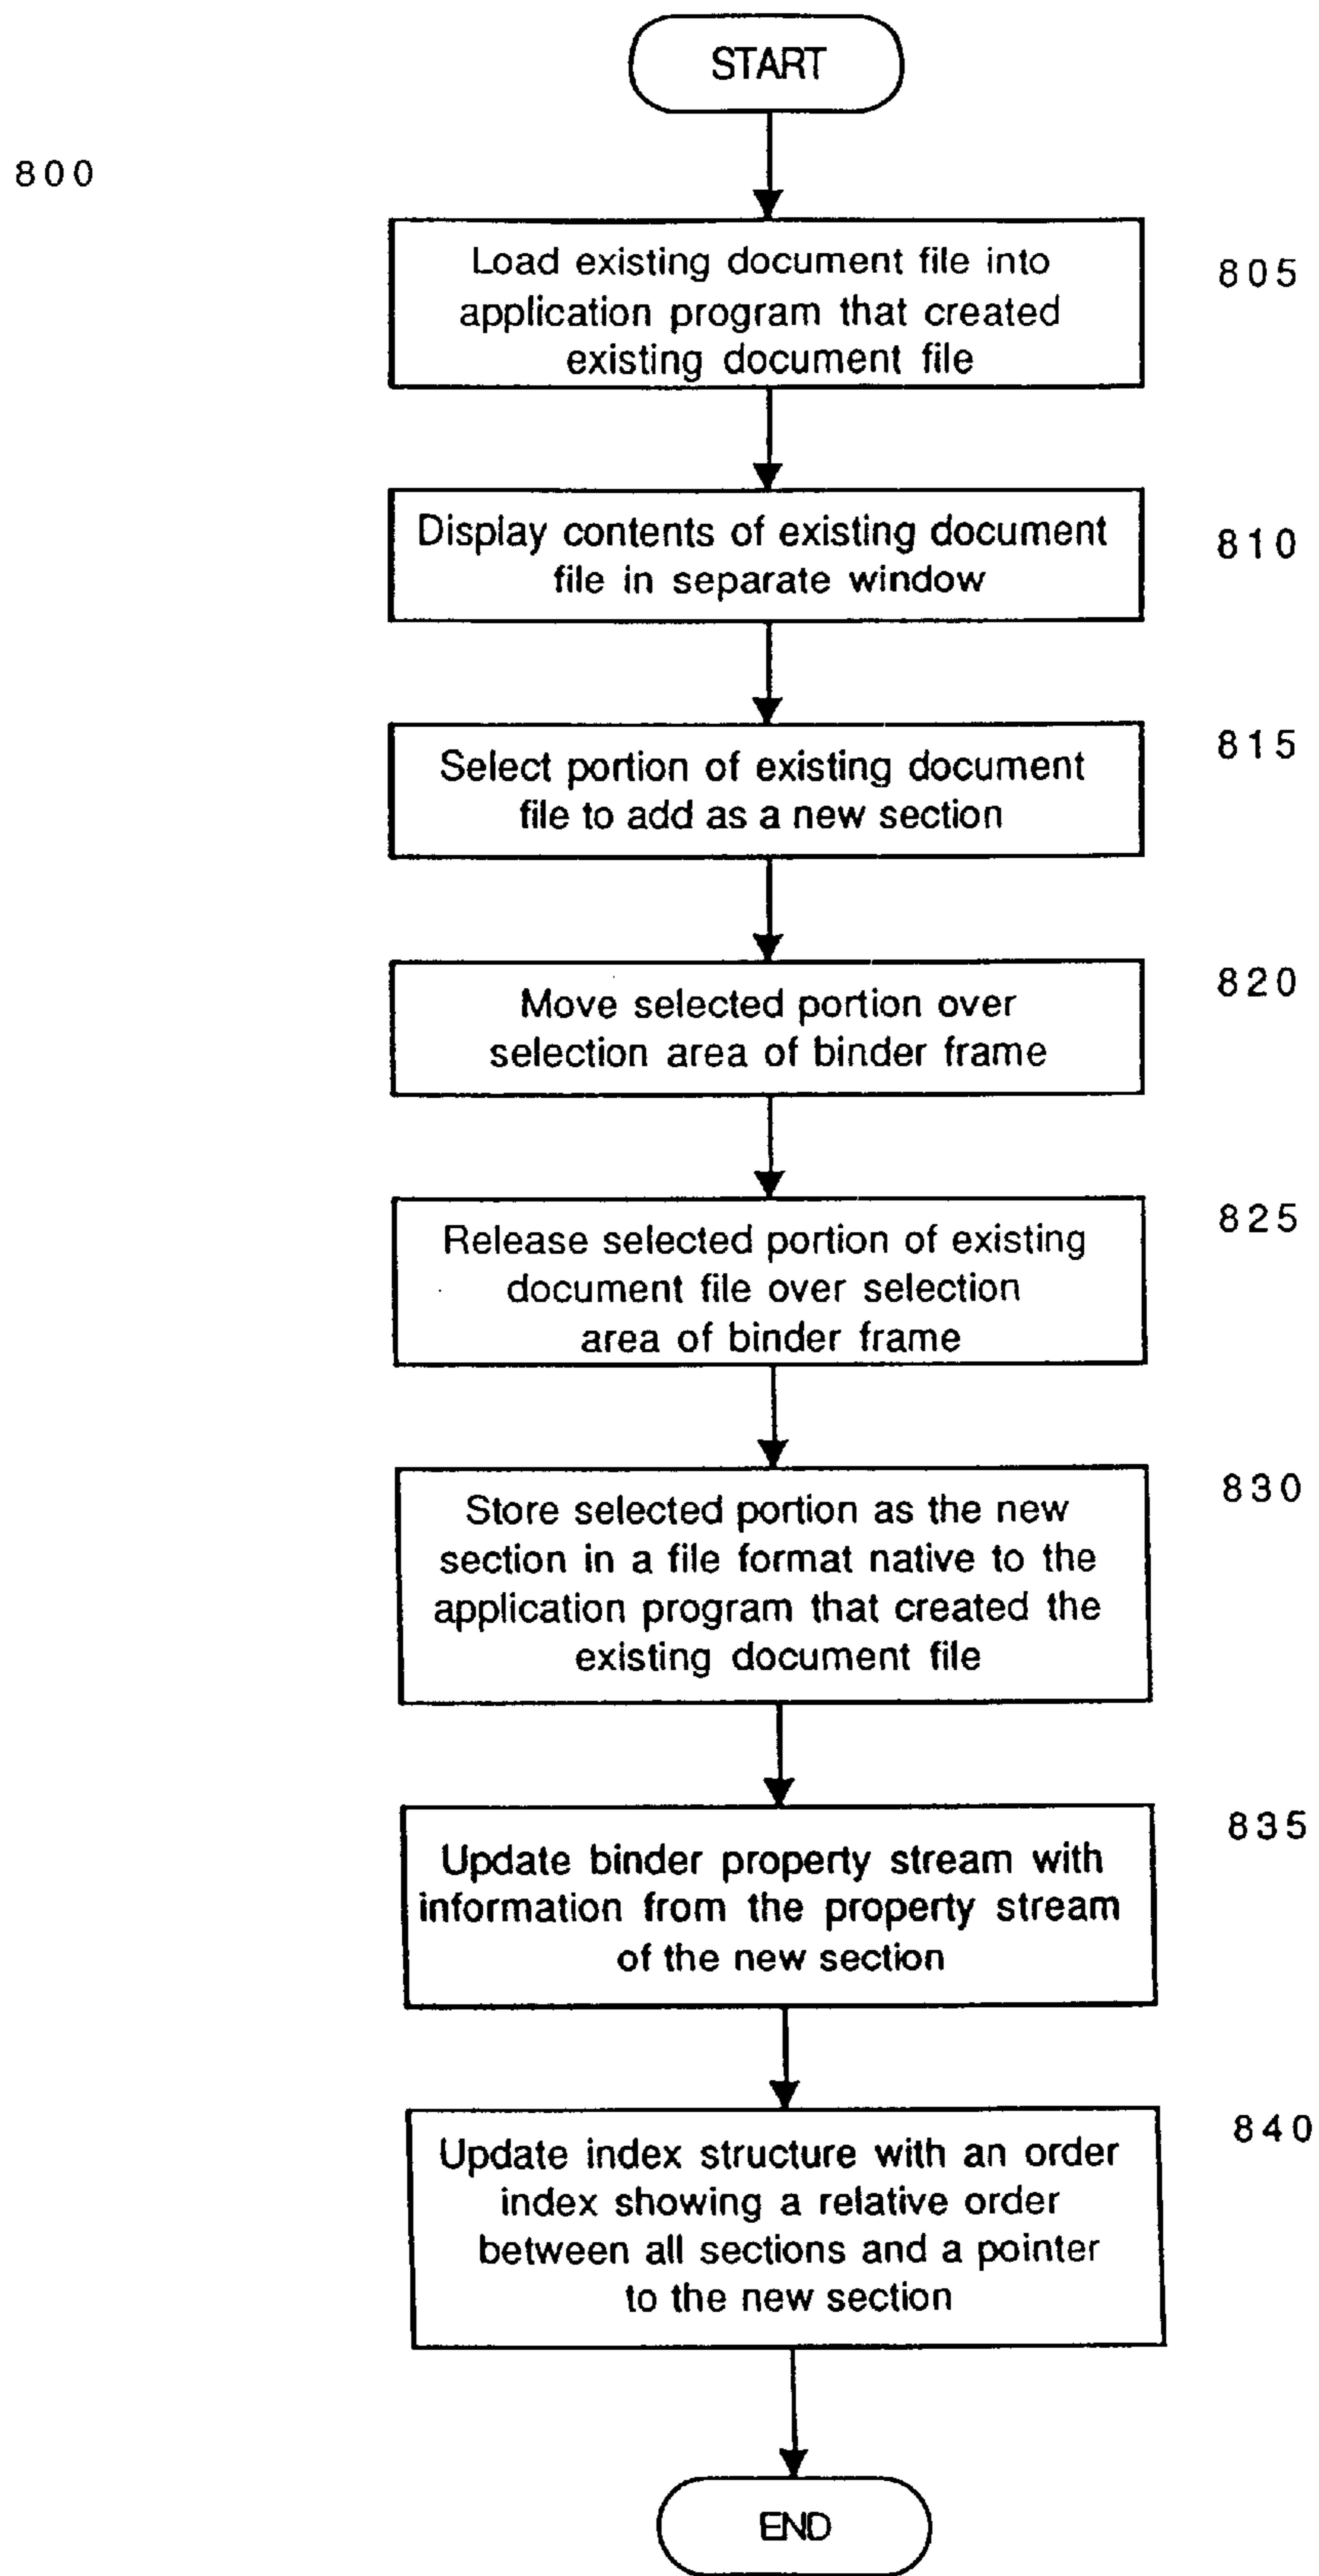 START
800
Load existing document file into
application program that created
existing document file
805
Display contents of existing document
file in separate window
810
Select portion of existing document
file to add as a new section
815
Move selected portion over
selection area of binder frame
820
Release selected portion of existing
document file over selection
area of binder frame
825
Store selected portion as the new
section in a file format native to the
application program that created the
existing document file
830
Update binder property stream with
information from the property stream
of the new section
835
Update index structure with an order
index showing a relative order
between all sections and a pointer
to the new section
840
END